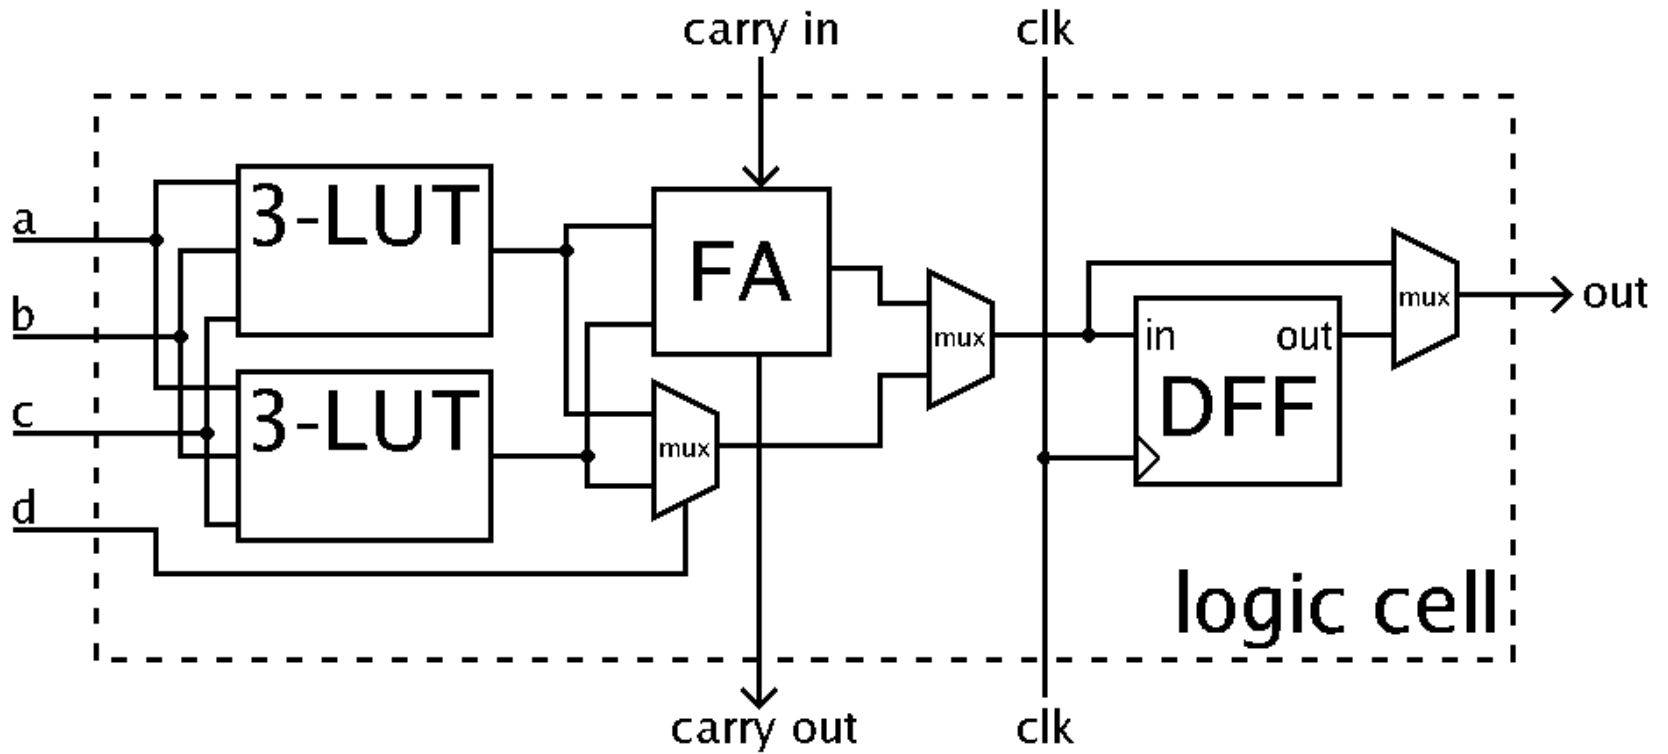 carry in
clk
a
b
c
d
3-LUT
3-LUT
FA
mux
mux
in
out
DFF
mux
out
logic cell
carry out
clk